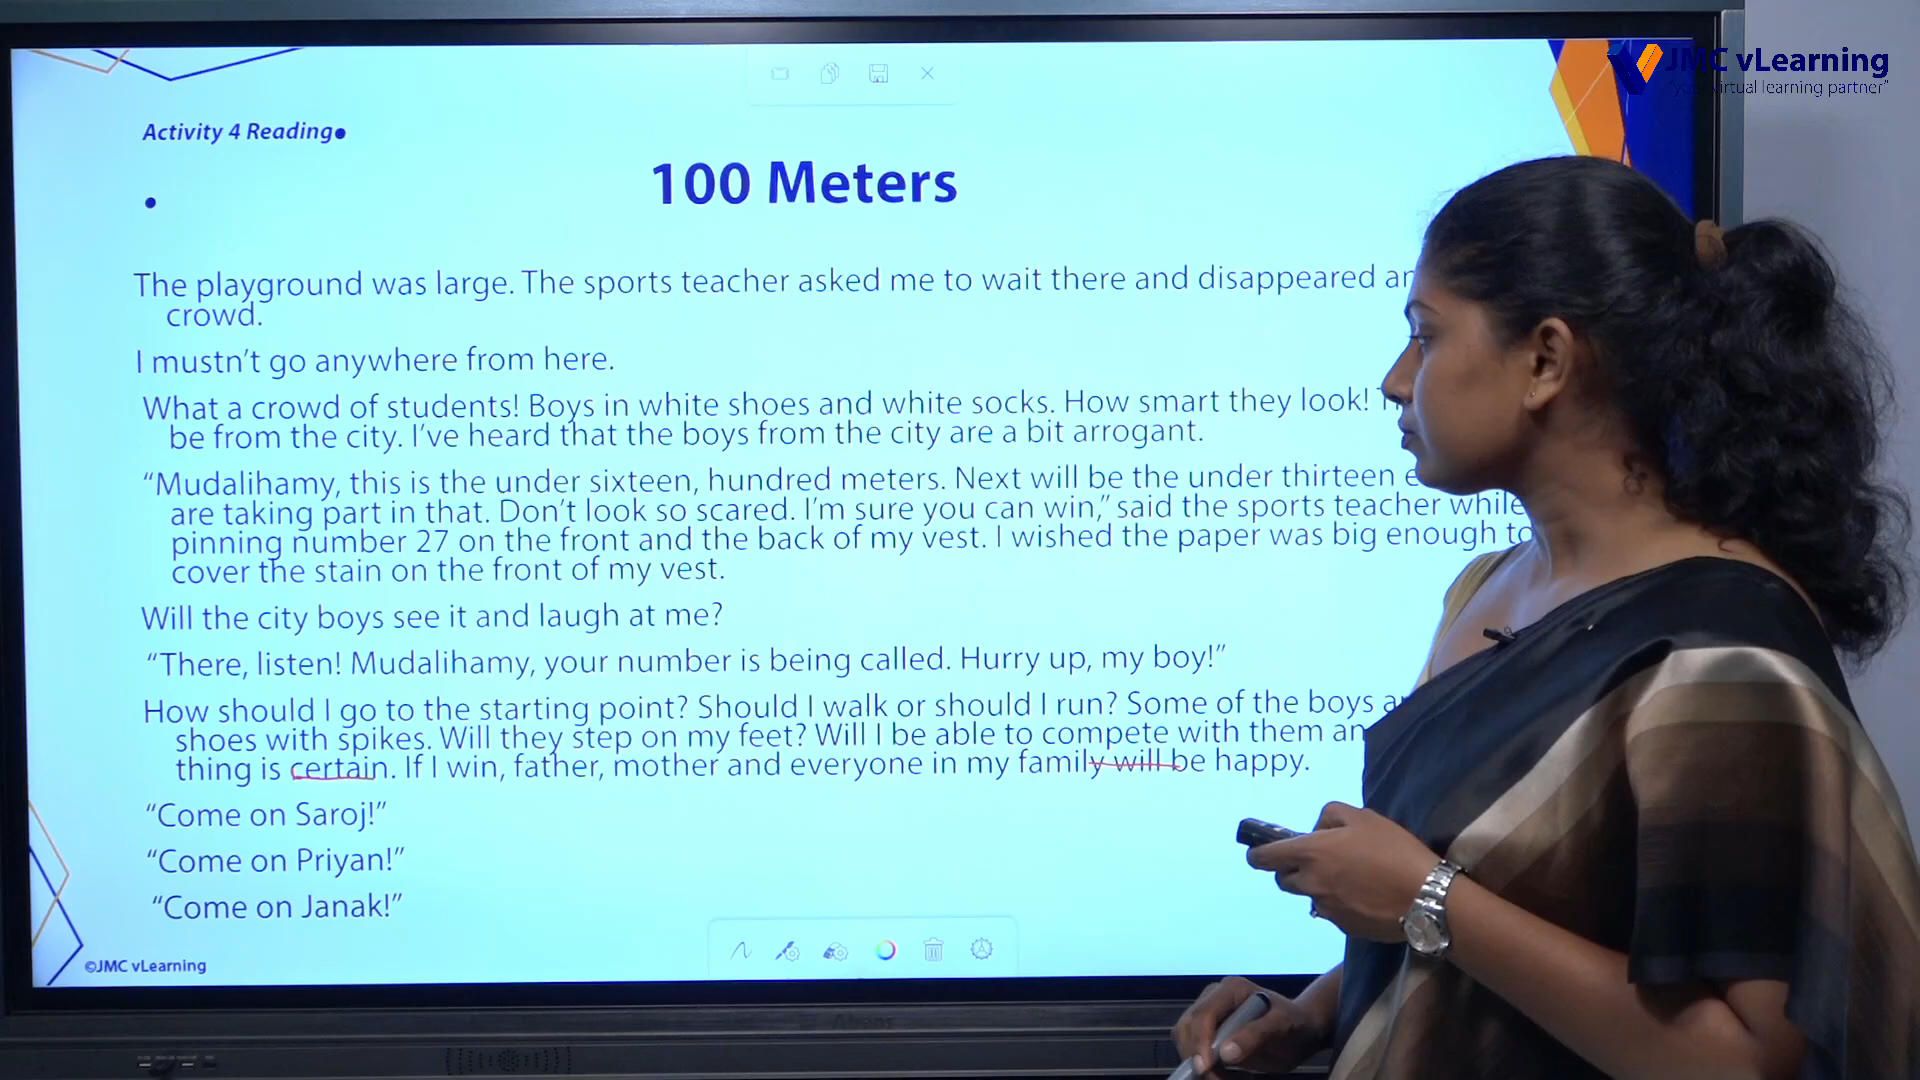 JMC vLearning
"your virtual learning partner"
Activity 4 Reading•
•
100 Meters
The playground was large. The sports teacher asked me to wait there and disappeared
crowd.
I mustn't go anywhere from here.
What a crowd of students! Boys in white shoes and white socks. How smart they look!
be from the city. I've heard that the boys from the city are a bit arrogant.
"Mudalihamy, this is the under sixteen, hundred meters. Next will be the under thirteen
are taking part in that. Don't look so scared. I'm sure you can win," said the sports teacher while
pinning number 27 on the front and the back of my vest. I wished the paper was big enough to
cover the stain on the front of my vest.
Will the city boys see it and laugh at me?
"There, listen! Mudalihamy, your number is being called. Hurry up, my boy!"
How should I go to the starting point? Should I walk or should I run? Some of the boys
shoes with spikes. Will they step on my feet? Will I be able to compete with them
thing is certain. If I win, father, mother and everyone in my family will be happy.
"Come on Saroj!"
"Come on Priyan!"
"Come on Janak!"
©JMC vLearning